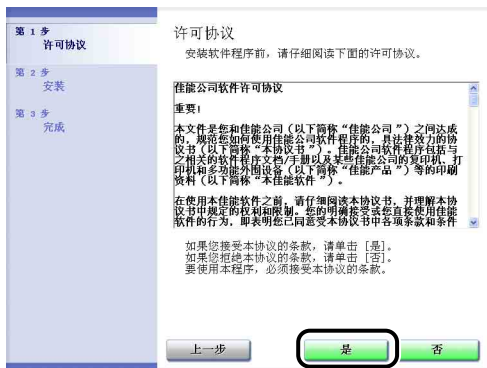 第 1 步
许可协议
第 2 步
安装
第 3 步
完成
许可协议
安装软件程序前，请仔细阅读下面的许可协议。
佳能公司软件许可协议
重要！
本文件是您和佳能公司（以下简称“佳能公司”）之间达成
的，规范您如何使用佳能公司软件程序的，具法律效力的协
议书（以下简称“本协议书”）。佳能公司软件程序包括与
之相关的软件程序文档/手册以及某些佳能公司的复印机、打
印机和多功能外围设备（以下简称“佳能产品”）等的印刷
资料（以下简称“本佳能软件”）。
在使用本佳能软件之前，请仔细阅读本协议书，并理解本协
议书中规定的权利和限制。您的明确接受或您直接使用佳能
软件的行为，即表明您已同意受本协议书中各项条款和条件
如果您接受本协议的条款，请单击 [是]。
如果您拒绝本协议的条款，请单击 [否]。
要使用本程序，必须接受本协议的条款。
上一步
是
否